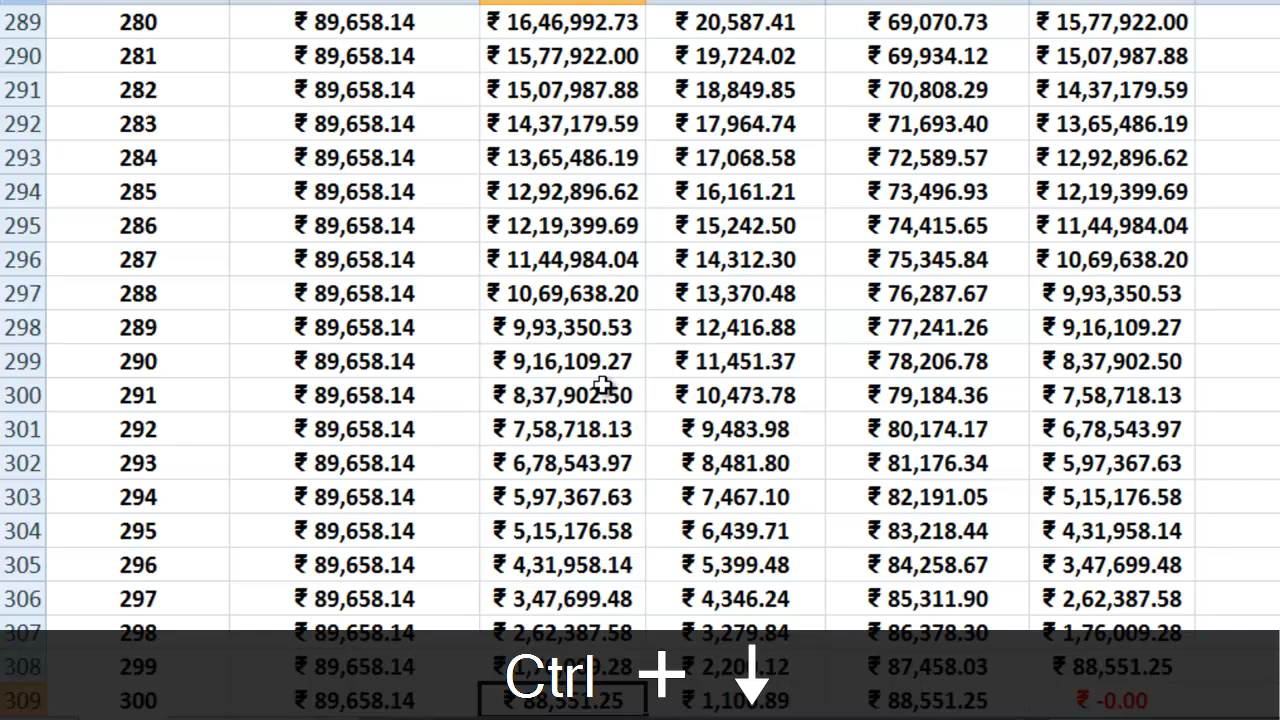 289 280 ₹ 89,658.14 ₹ 16,46,992.73 ₹ 20,587.41 ₹ 69,070.73 ₹ 15,77,922.00
290 281 ₹ 89,658.14 ₹ 15,77,922.00 ₹ 19,724.02 ₹ 69,934.12 ₹ 15,07,987.88
291 282 ₹ 89,658.14 ₹ 15,07,987.88 ₹ 18,849.85 ₹ 70,808.29 ₹ 14,37,179.59
292 283 ₹ 89,658.14 ₹ 14,37,179.59 ₹ 17,964.74 ₹ 71,693.40 ₹ 13,65,486.19
293 284 ₹ 89,658.14 ₹ 13,65,486.19 ₹ 17,068.58 ₹ 72,589.57 ₹ 12,92,896.62
294 285 ₹ 89,658.14 ₹ 12,92,896.62 ₹ 16,161.21 ₹ 73,496.93 ₹ 12,19,399.69
295 286 ₹ 89,658.14 ₹ 12,19,399.69 ₹ 15,242.50 ₹ 74,415.65 ₹ 11,44,984.04
296 287 ₹ 89,658.14 ₹ 11,44,984.04 ₹ 14,312.30 ₹ 75,345.84 ₹ 10,69,638.20
297 288 ₹ 89,658.14 ₹ 10,69,638.20 ₹ 13,370.48 ₹ 76,287.67 ₹ 9,93,350.53
298 289 ₹ 89,658.14 ₹ 9,93,350.53 ₹ 12,416.88 ₹ 77,241.26 ₹ 9,16,109.27
299 290 ₹ 89,658.14 ₹ 9,16,109.27 ₹ 11,451.37 ₹ 78,206.78 ₹ 8,37,902.50
300 291 ₹ 89,658.14 ₹ 8,37,902.50 ₹ 10,473.78 ₹ 79,184.36 ₹ 7,58,718.13
301 292 ₹ 89,658.14 ₹ 7,58,718.13 ₹ 9,483.98 ₹ 80,174.17 ₹ 6,78,543.97
302 293 ₹ 89,658.14 ₹ 6,78,543.97 ₹ 8,481.80 ₹ 81,176.34 ₹ 5,97,367.63
303 294 ₹ 89,658.14 ₹ 5,97,367.63 ₹ 7,467.10 ₹ 82,191.05 ₹ 5,15,176.58
304 295 ₹ 89,658.14 ₹ 5,15,176.58 ₹ 6,439.71 ₹ 83,218.44 ₹ 4,31,958.14
305 296 ₹ 89,658.14 ₹ 4,31,958.14 ₹ 5,399.48 ₹ 84,258.67 ₹ 3,47,699.48
306 297 ₹ 89,658.14 ₹ 3,47,699.48 ₹ 4,346.24 ₹ 85,311.90 ₹ 2,62,387.58
307 298 ₹ 89,658.14 ₹ 2,62,387.58 ₹ 3,279.84 ₹ 86,378.30 ₹ 1,76,009.28
308 299 ₹ 89,658.14 ₹ 87,458.03 ₹ 88,551.25
309 300 ₹ 89,658.14 ₹ 88,551.25 ₹ 88,551.25 ₹ -0.00
Ctrl + ↓